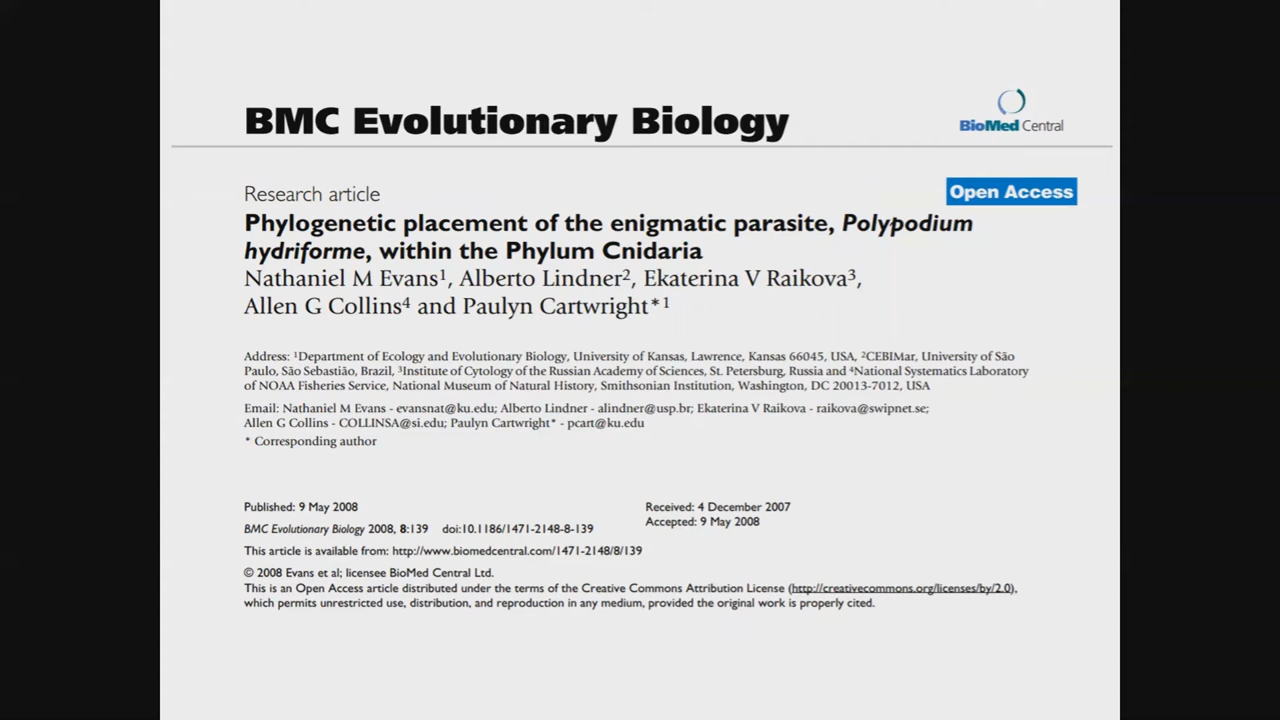 BMC Evolutionary Biology
BioMed Central
Research article
Open Access
Phylogenetic placement of the enigmatic parasite, Polypodium
hydriforme, within the Phylum Cnidaria
Nathaniel M Evans1, Alberto Lindner2, Ekaterina V Raikova3,
Allen G Collins4 and Paulyn Cartwright*1
Address: 1Department of Ecology and Evolutionary Biology, University of Kansas, Lawrence, Kansas 66045, USA, 2CEBIMar, University of São
Paulo, São Sebastião, Brazil, 3Institute of Cytology of the Russian Academy of Sciences, St. Petersburg, Russia and 4National Systematics Laboratory
of NOAA Fisheries Service, National Museum of Natural History, Smithsonian Institution, Washington, DC 20013-7012, USA
Email: Nathaniel M Evans - evansnat@ku.edu; Alberto Lindner - alindner@usp.br; Ekaterina V Raikova - raikova@swipnet.se;
Allen G Collins - COLLINSA@si.edu; Paulyn Cartwright* - pcart@ku.edu
* Corresponding author
Published: 9 May 2008
Received: 4 December 2007
Accepted: 9 May 2008
BMC Evolutionary Biology 2008, 8:139 doi:10.1186/1471-2148-8-139
This article is available from: http://www.biomedcentral.com/1471-2148/8/139
© 2008 Evans et al; licensee BioMed Central Ltd.
This is an Open Access article distributed under the terms of the Creative Commons Attribution License (http://creativecommons.org/licenses/by/2.0),
which permits unrestricted use, distribution, and reproduction in any medium, provided the original work is properly cited.